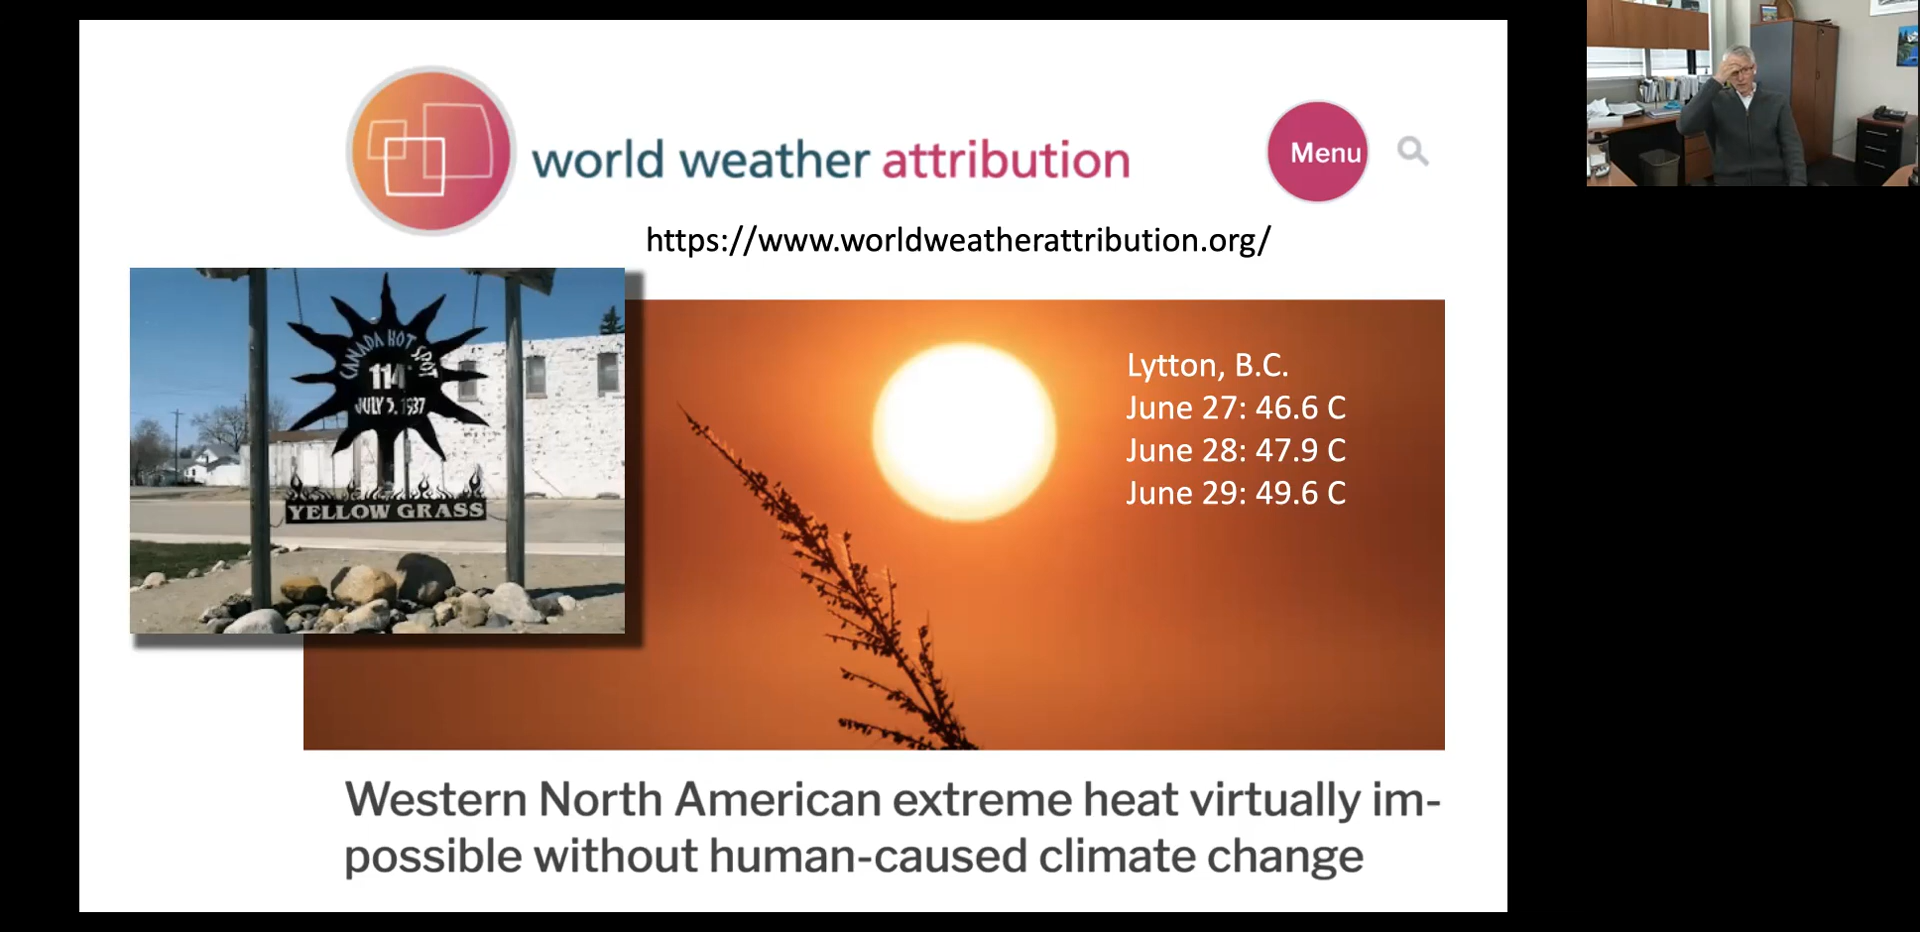 world weather attribution
Menu
https://www.worldweatherattribution.org/
CANADA HOT SPOT
114°
JULY 5, 1937
YELLOW GRASS
Lytton, B.C.
June 27: 46.6 C
June 28: 47.9 C
June 29: 49.6 C
Western North American extreme heat virtually im-
possible without human-caused climate change